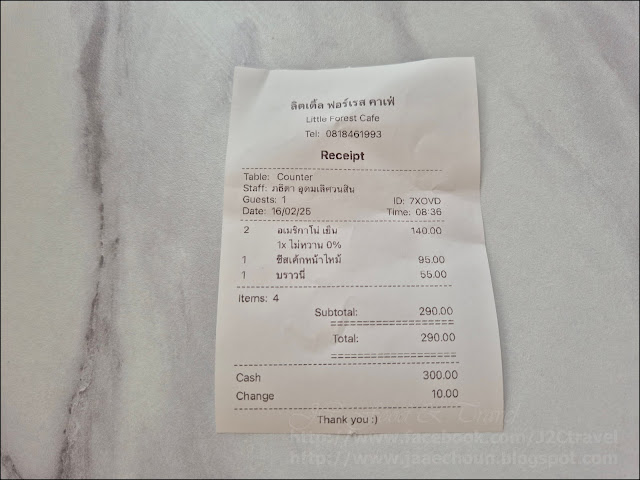 ลิตเติ้ล ฟอร์เรส คาเฟ่
Little Forest Cafe
Tel: 0818461993
Receipt
Table: Counter
Staff: ภธิตา อุดมเลิศวนสิน
Guests: 1 ID: 7XOVD
Date: 16/02/25 Time: 08:36
2 อเมริกาโน่ เย็น 140.00
1x ไม่หวาน 0%
1 ชีสเค้กหน้าไหม้ 95.00
1 บราวนี่ 55.00
Items: 4
Subtotal: 290.00
Total: 290.00
Cash 300.00
Change 10.00
Thank you :)
http://www.facebook.com/J2Ctravel
http://www.jaaechoun.blogspot.com